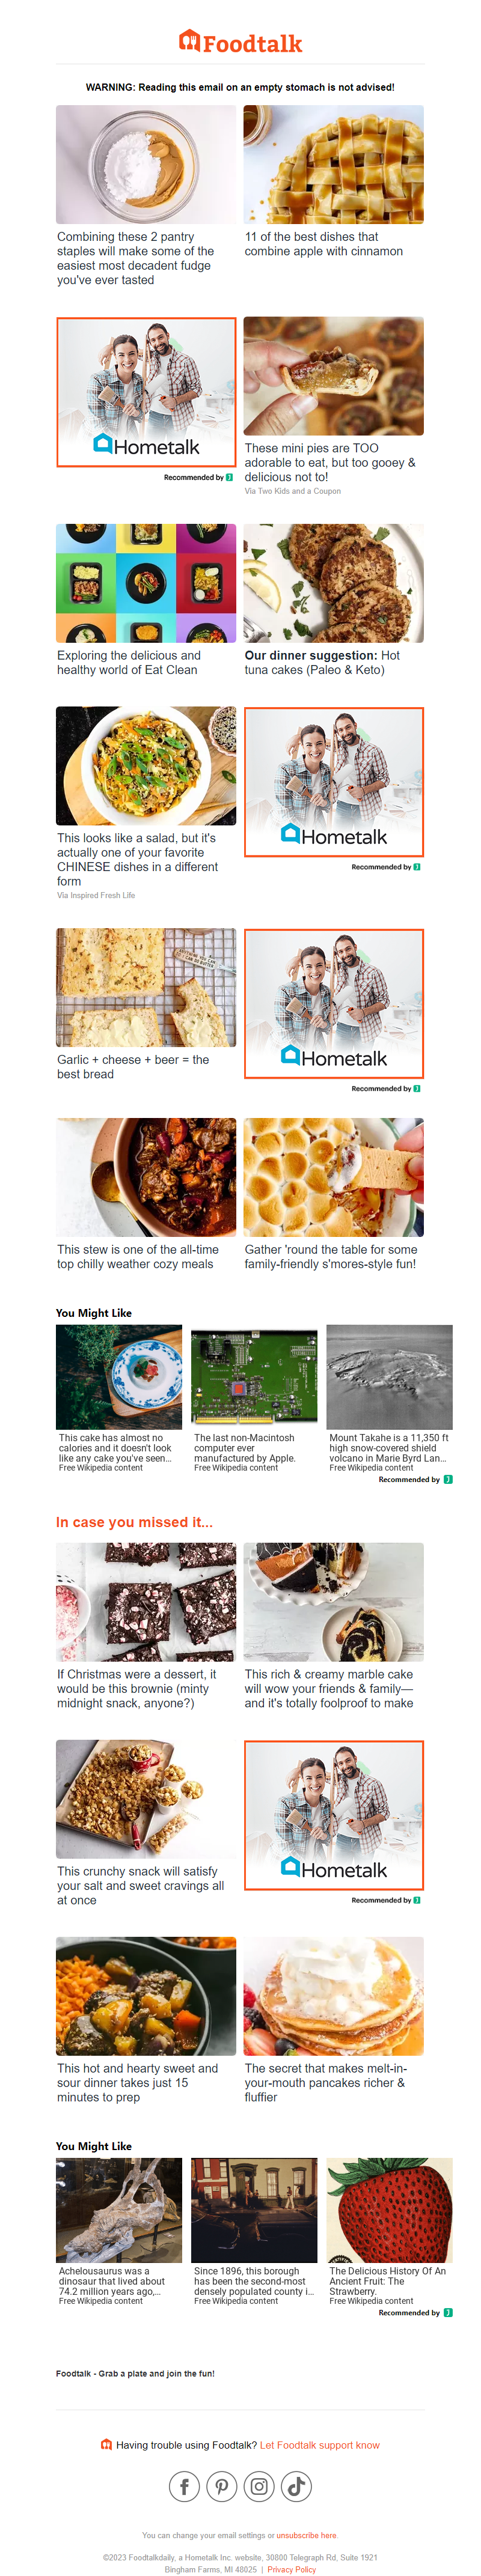 Foodtalk
WARNING: Reading this email on an empty stomach is not advised!
Combining these 2 pantry
staples will make some of the
easiest most decadent fudge
you've ever tasted
11 of the best dishes that
combine apple with cinnamon
Hometalk
Recommended by
These mini pies are TOO
adorable to eat, but too gooey &
delicious not to!
Via Two Kids and a Coupon
Exploring the delicious and
healthy world of Eat Clean
Our dinner suggestion: Hot
tuna cakes (Paleo & Keto)
This looks like a salad, but it's
actually one of your favorite
CHINESE dishes in a different
form
Via Inspired Fresh Life
Hometalk
Recommended by
Garlic + cheese + beer = the
best bread
Hometalk
Recommended by
This stew is one of the all-time
top chilly weather cozy meals
Gather 'round the table for some
family-friendly s'mores-style fun!
You Might Like
This cake has almost no
calories and it doesn't look
like any cake you've seen...
Free Wikipedia content
The last non-Macintosh
computer ever
manufactured by Apple.
Free Wikipedia content
Mount Takahe is a 11,350 ft
high snow-covered shield
volcano in Marie Byrd Lan...
Free Wikipedia content
Recommended by
In case you missed it...
If Christmas were a dessert, it
would be this brownie (minty
midnight snack, anyone?)
This rich & creamy marble cake
will wow your friends & family—
and it's totally foolproof to make
This crunchy snack will satisfy
your salt and sweet cravings all
at once
Hometalk
Recommended by
This hot and hearty sweet and
sour dinner takes just 15
minutes to prep
The secret that makes melt-in-
your-mouth pancakes richer &
fluffier
You Might Like
Achelousaurus was a
dinosaur that lived about
74.2 million years ago,...
Free Wikipedia content
Since 1896, this borough
has been the second-most
densely populated county i...
Free Wikipedia content
The Delicious History Of An
Ancient Fruit: The
Strawberry.
Free Wikipedia content
Recommended by
Foodtalk - Grab a plate and join the fun!
Having trouble using Foodtalk? Let Foodtalk support know
You can change your email settings or unsubscribe here.
©2023 Foodtalkdaily, a Hometalk Inc. website, 30800 Telegraph Rd, Suite 1921
Bingham Farms, MI 48025 | Privacy Policy